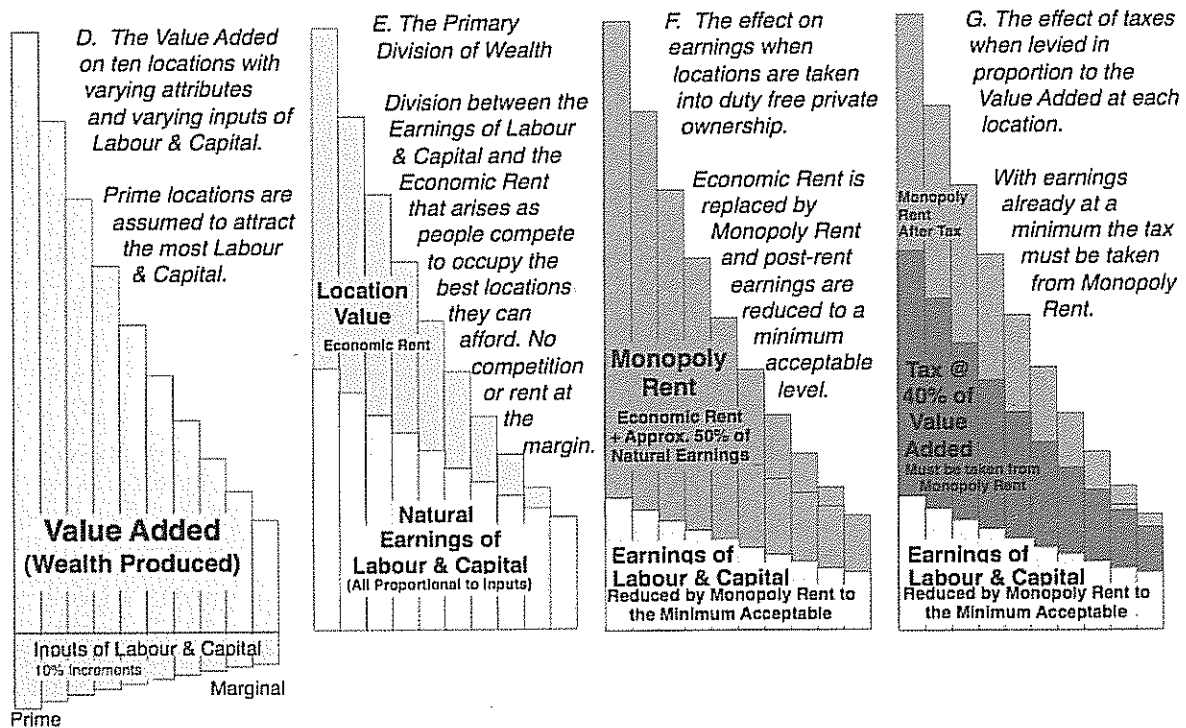 D. The Value Added
on ten locations with
varying attributes
and varying inputs of
Labour & Capital.
Prime locations are
assumed to attract
the most Labour
& Capital.
Value Added
(Wealth Produced)
Inputs of Labour & Capital
10% Increments
Marginal
Prime
E. The Primary
Division of Wealth
Division between the
Earnings of Labour
& Capital and the
Economic Rent
that arises as
people compete
to occupy the
best locations
they can
afford. No
competition
or rent at
the
margin.
Location
Value
Economic Rent
Natural
Earnings of
Labour & Capital
(All Proportional to Inputs)
F. The effect on
earnings when
locations are taken
into duty free private
ownership.
Economic Rent is
replaced by
Monopoly Rent
and post-rent
earnings are
reduced to a
minimum
acceptable
level.
Monopoly
Rent
Economic Rent
+ Approx. 50% of
Natural Earnings
Earnings of
Labour & Capital
Reduced by Monopoly Rent to
the Minimum Acceptable
G. The effect of taxes
when levied in
proportion to the
Value Added at each
location.
With earnings
already at a
minimum the tax
must be taken
from Monopoly
Rent.
Monopoly
Rent
After Tax
Tax @
40% of
Value
Added
Must be taken from
Monopoly Rent
Earnings of
Labour & Capital
Reduced by Monopoly Rent to
the Minimum Acceptable